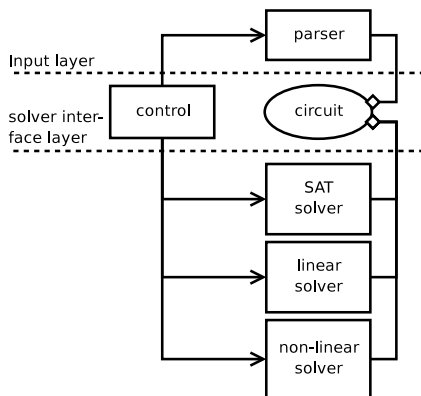 parser
Input layer
control
circuit
solver inter-
face layer
SAT
solver
linear
solver
non-linear
solver